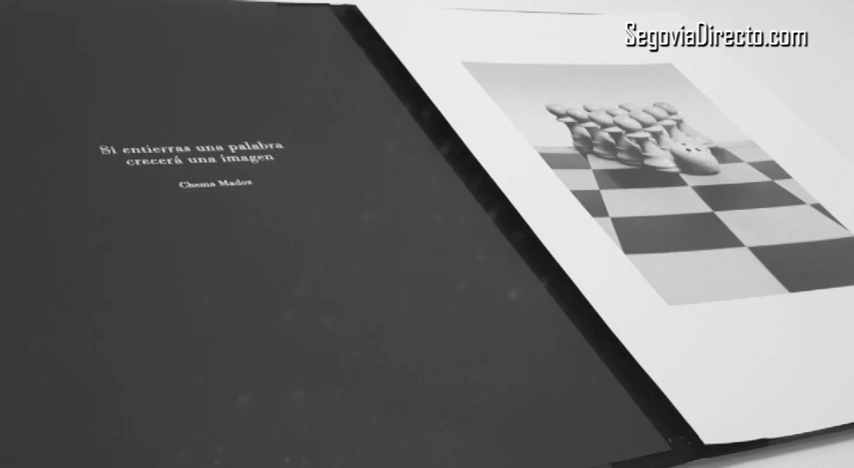 SegoviaDirecto.com
Si entierras una palabra
crecerá una imagen
Chema Madoz